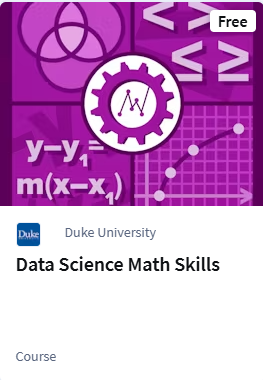 Free
< >
≤ ≥
y–y₁=
m(x–x₁)
Duke
Duke University
Data Science Math Skills
Course